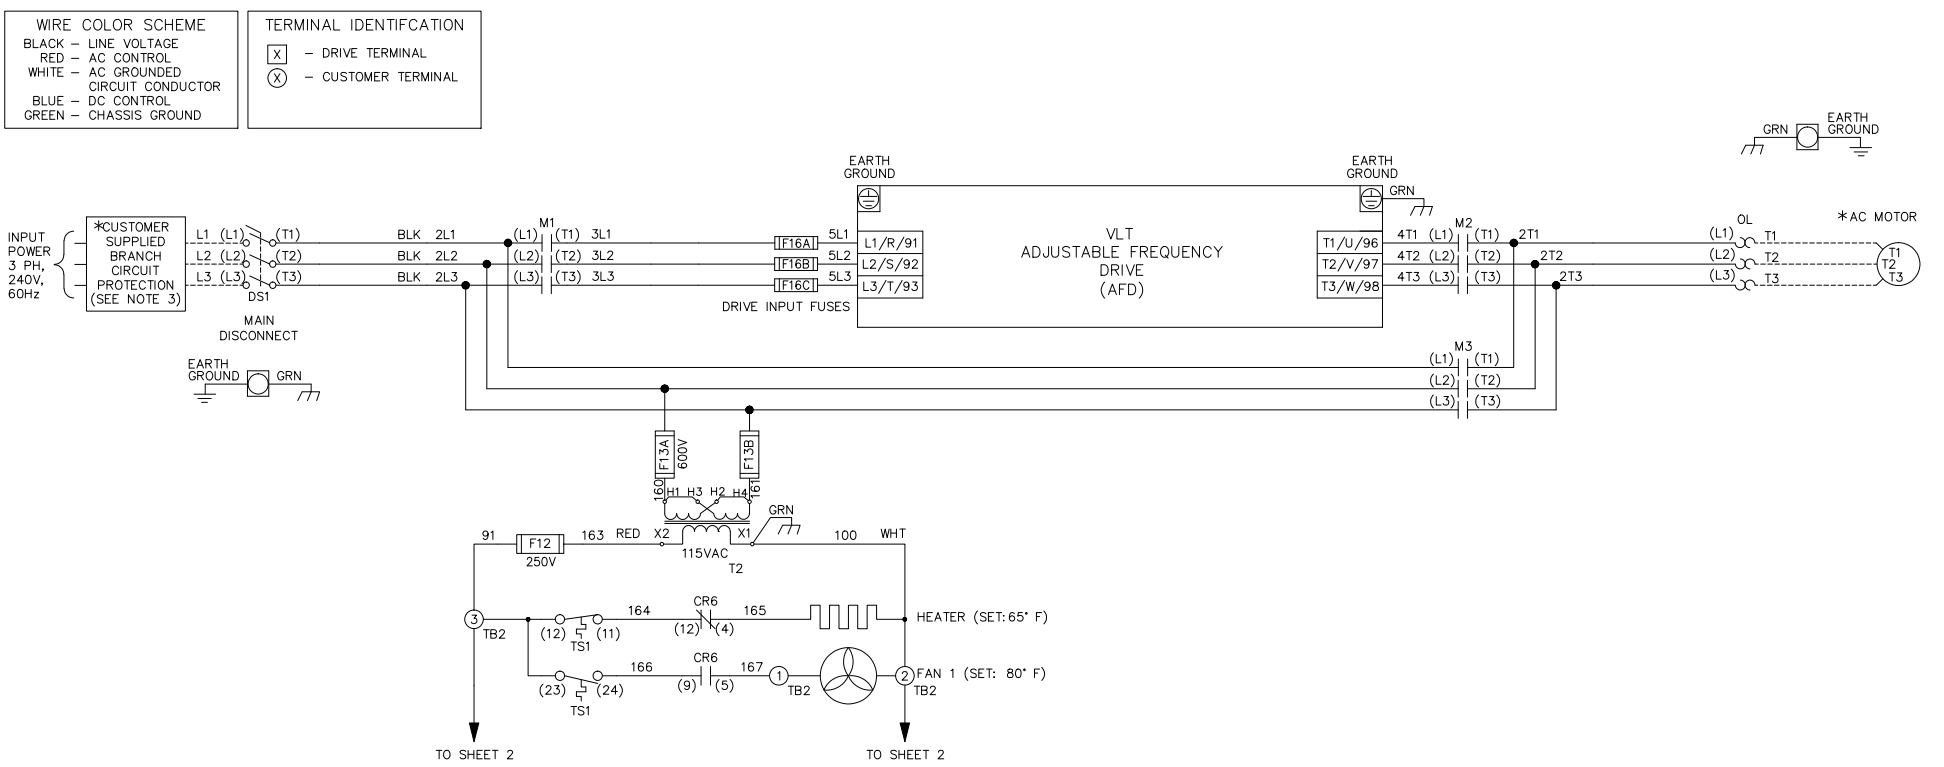 WIRE COLOR SCHEME
BLACK – LINE VOLTAGE
RED – AC CONTROL
WHITE – AC GROUNDED
CIRCUIT CONDUCTOR
BLUE – DC CONTROL
GREEN – CHASSIS GROUND
TERMINAL IDENTIFCATION
X – DRIVE TERMINAL
X – CUSTOMER TERMINAL
GRN
EARTH
GROUND
INPUT
POWER
3 PH,
240V,
60Hz
*CUSTOMER
SUPPLIED
BRANCH
CIRCUIT
PROTECTION
(SEE NOTE 3)
L1 (L1) (T1) BLK 2L1 (L1) M1 (T1) 3L1 F16A 5L1 L1/R/91
L2 (L2) (T2) BLK 2L2 (L2) (T2) 3L2 F16B 5L2 L2/S/92
L3 (L3) (T3) BLK 2L3 (L3) (T3) 3L3 F16C 5L3 L3/T/93
DS1
MAIN
DISCONNECT
DRIVE INPUT FUSES
EARTH
GROUND
EARTH
GROUND
GRN
VLT
ADJUSTABLE FREQUENCY
DRIVE
(AFD)
T1/U/96 4T1 (L1) M2 (T1) 2T1 (L1) OL T1
T2/V/97 4T2 (L2) (T2) 2T2 (L2) T2
T3/W/98 4T3 (L3) (T3) 2T3 (L3) T3
*AC MOTOR
T1
T2
T3
EARTH
GROUND
GRN
M3
(L1) (T1)
(L2) (T2)
(L3) (T3)
F13A
600V
F13B
160
161
H1 H3 H2 H4
GRN
91 F12 163 RED X2 X1 100 WHT
250V
115VAC
T2
3
TB2
(12) (11)
TS1
164
CR6
(12) (4)
165
HEATER (SET:65° F)
(23) (24)
TS1
166
CR6
(9) (5)
167
1
TB2
2
TB2
FAN 1 (SET: 80° F)
TO SHEET 2
TO SHEET 2